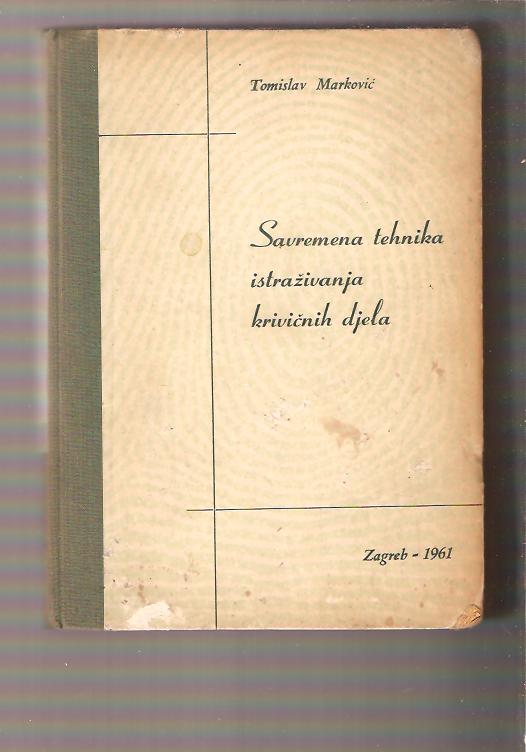 Tomislav Marković
Savremena tehnika
istraživanja
krivičnih djela
Zagreb - 1961